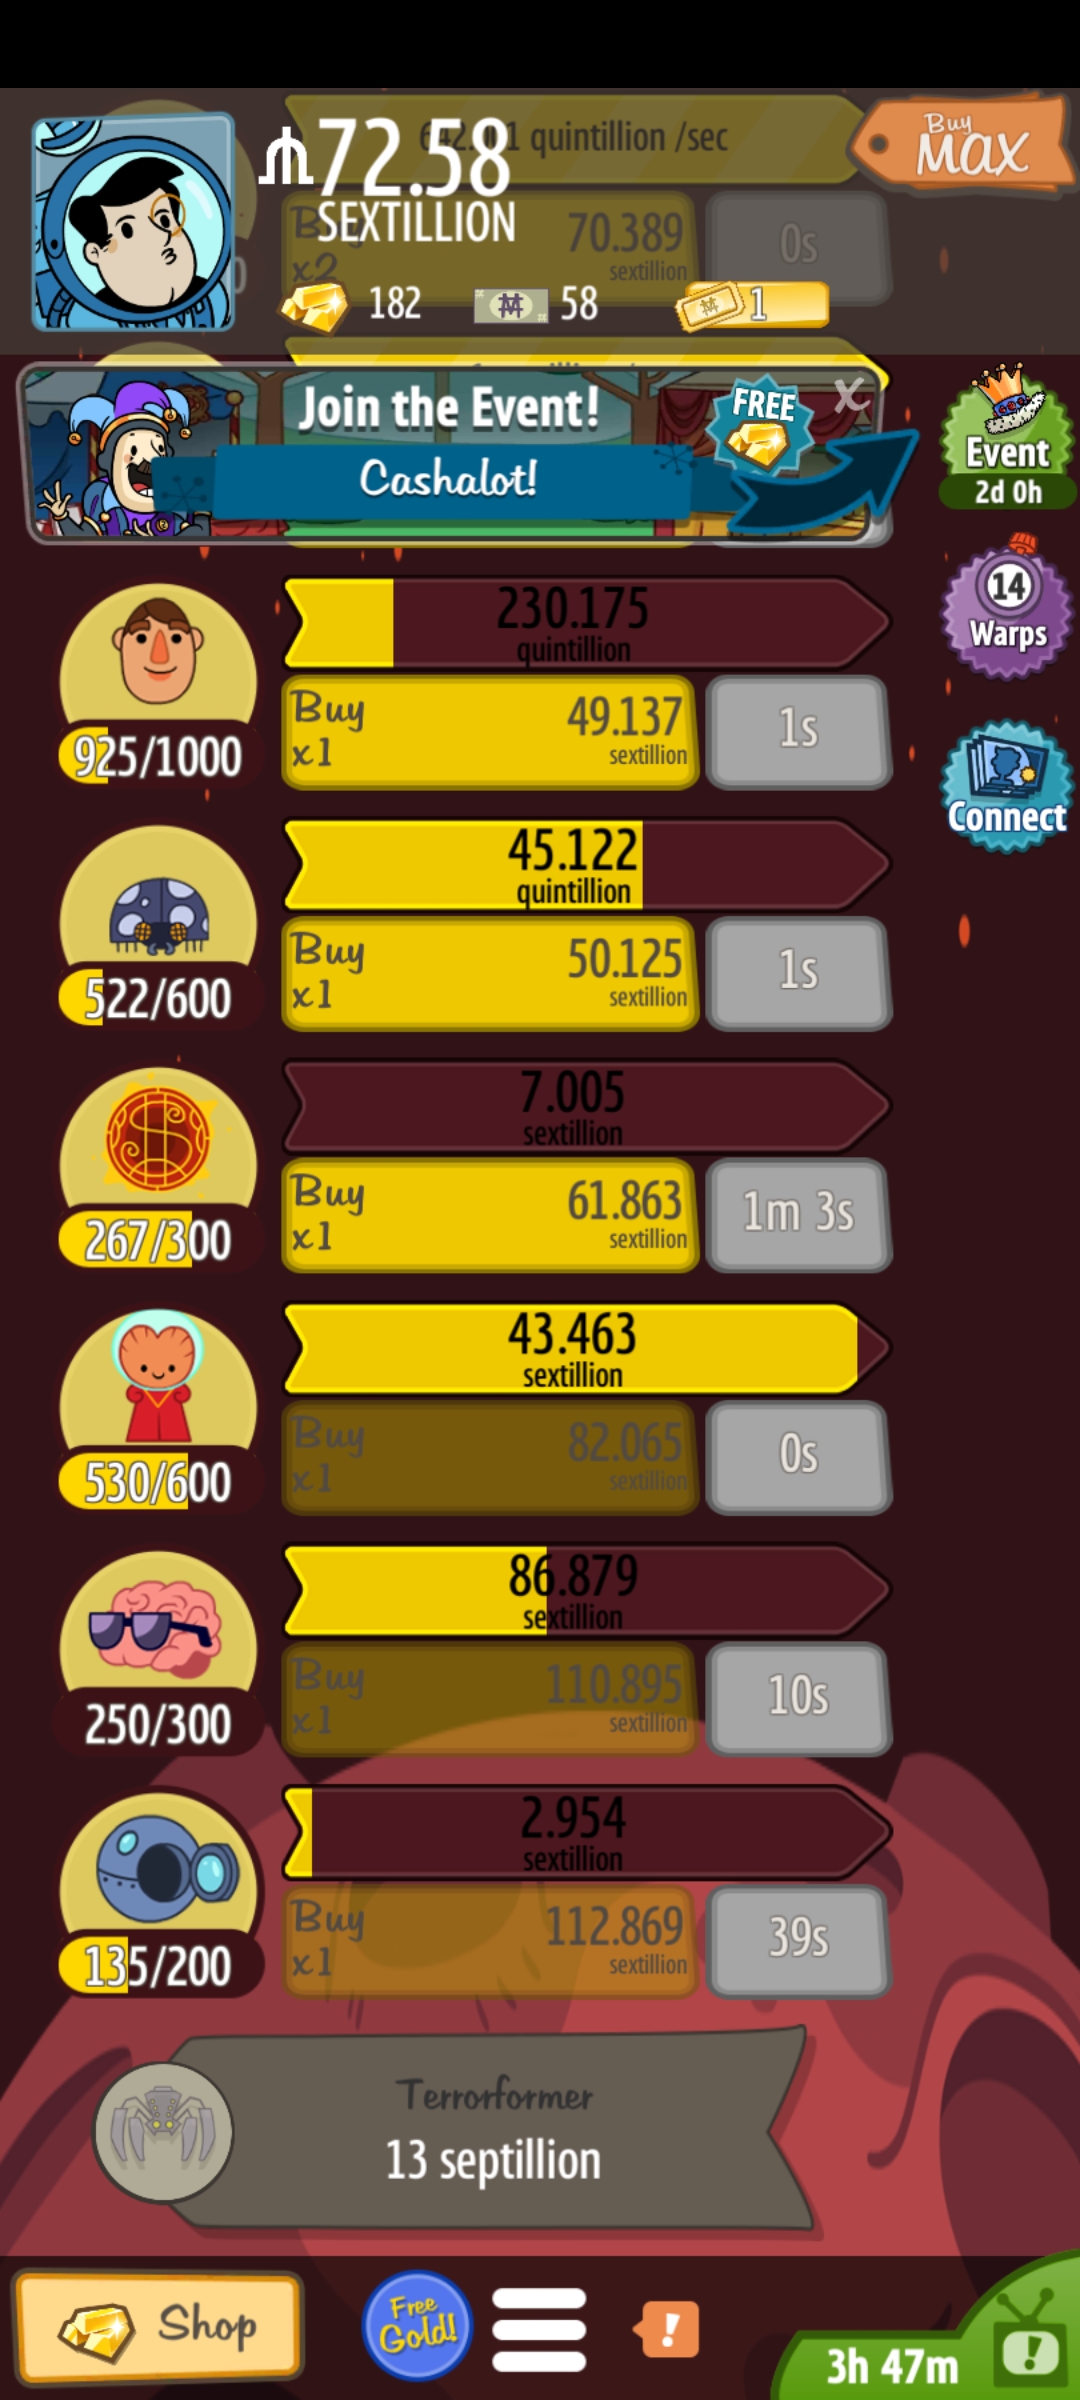 72.58
SEXTILLION
quintillion /sec
Buy
MAX
70.389
sextillion
x2
0s
182
58
1
Join the Event!
FREE
X
Cashalot!
Event
2d 0h
14
Warps
Connect
230.175
quintillion
925/1000
Buy
x1
49.137
sextillion
1s
45.122
quintillion
522/600
Buy
x1
50.125
sextillion
1s
7.005
sextillion
267/300
Buy
x1
61.863
sextillion
1m 3s
43.463
sextillion
530/600
Buy
x1
82.065
sextillion
0s
86.879
sextillion
250/300
Buy
x1
110.895
sextillion
10s
2.954
sextillion
135/200
Buy
x1
112.869
sextillion
39s
Terrorformer
13 septillion
Shop
Free
Gold!
!
3h 47m
!